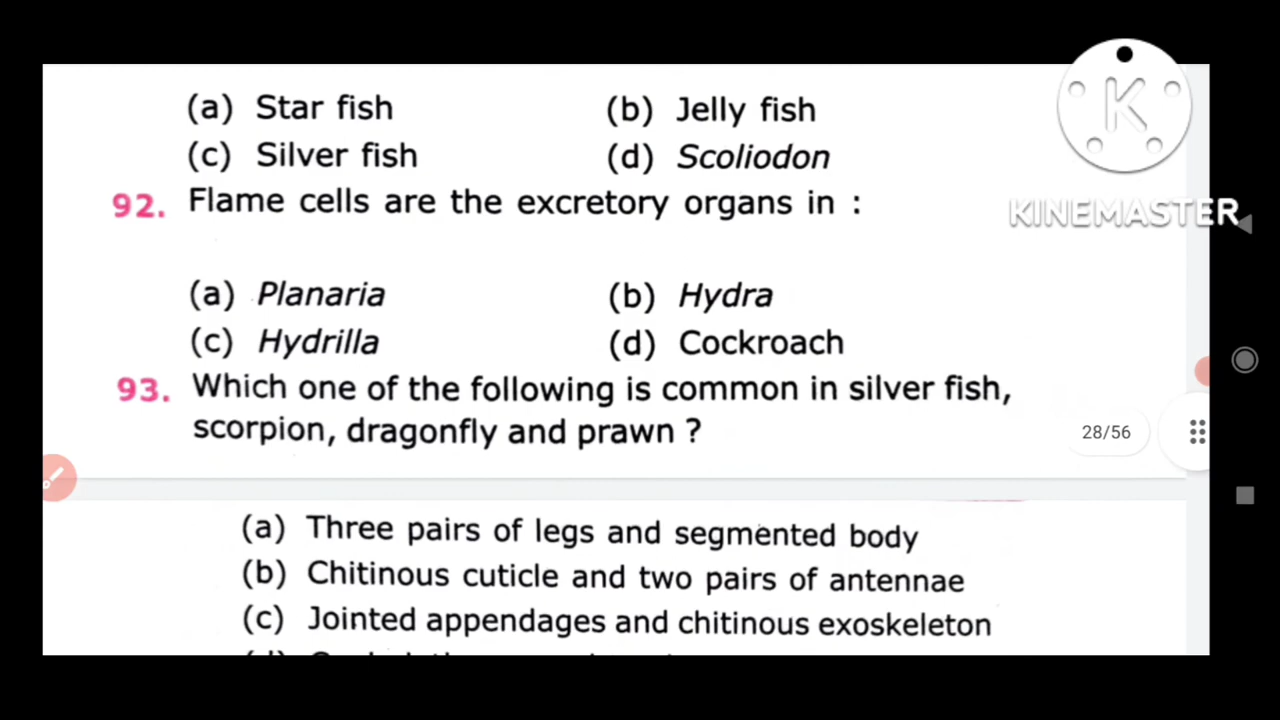 (a) Star fish (b) Jelly fish
(c) Silver fish (d) Scoliodon
92. Flame cells are the excretory organs in :
(a) Planaria (b) Hydra
(c) Hydrilla (d) Cockroach
93. Which one of the following is common in silver fish,
scorpion, dragonfly and prawn ?
(a) Three pairs of legs and segmented body
(b) Chitinous cuticle and two pairs of antennae
(c) Jointed appendages and chitinous exoskeleton
K
KINEMASTER
28/56